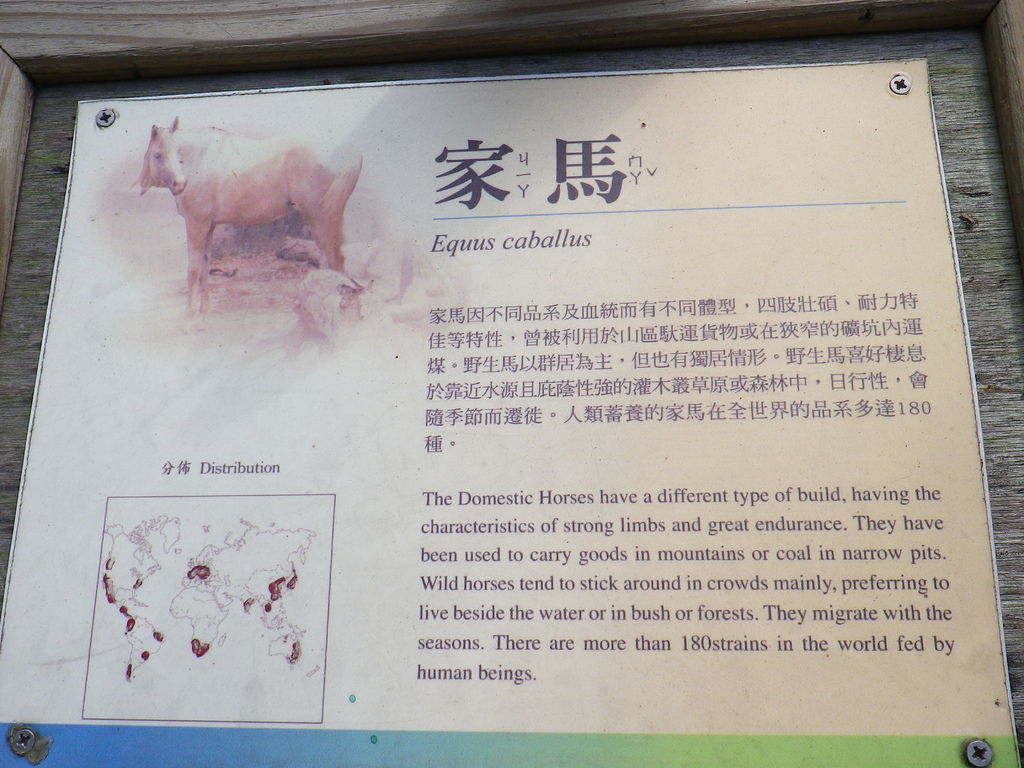 家ㄐㄧㄚ 馬ㄇㄚˇ
Equus caballus
家馬因不同品系及血統而有不同體型，四肢壯碩、耐力特
佳等特性，曾被利用於山區馱運貨物或在狹窄的礦坑內運
煤。野生馬以群居為主，但也有獨居情形。野生馬喜好棲息
於靠近水源且庇蔭性強的灌木叢草原或森林中，日行性，會
隨季節而遷徙。人類蓄養的家馬在全世界的品系多達180
種。
分佈 Distribution
The Domestic Horses have a different type of build, having the
characteristics of strong limbs and great endurance. They have
been used to carry goods in mountains or coal in narrow pits.
Wild horses tend to stick around in crowds mainly, preferring to
live beside the water or in bush or forests. They migrate with the
seasons. There are more than 180strains in the world fed by
human beings.